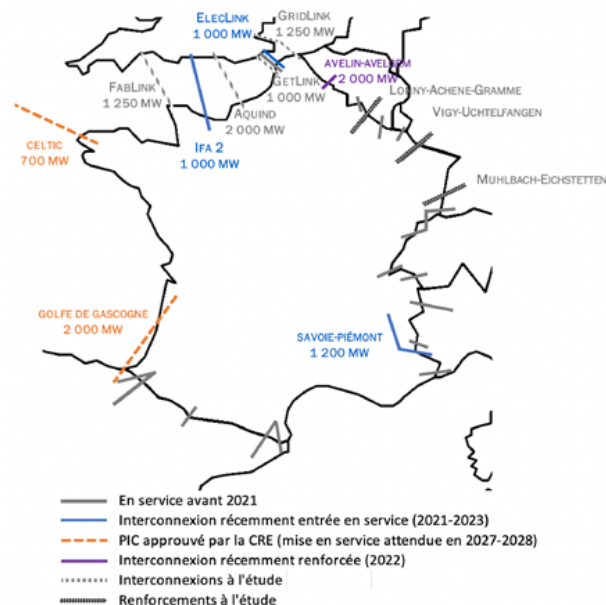 ELECLINK
1 000 MW
GRIDLINK
1 250 MW
AVELIN-AVELGEM
2 000 MW
GETLINK
1 000 MW
LONNY-ACHENE-GRAMME
VIGY-UCHTELFANGEN
FABLINK
1 250 MW
AQUIND
2 000 MW
IFA 2
1 000 MW
CELTIC
700 MW
MUHLBACH-EICHSTETTEN
GOLFE DE GASCOGNE
2 000 MW
SAVOIE-PIÉMONT
1 200 MW
En service avant 2021
Interconnexion récemment entrée en service (2021-2023)
PIC approuvé par la CRE (mise en service attendue en 2027-2028)
Interconnexion récemment renforcée (2022)
Interconnexions à l'étude
Renforcements à l'étude